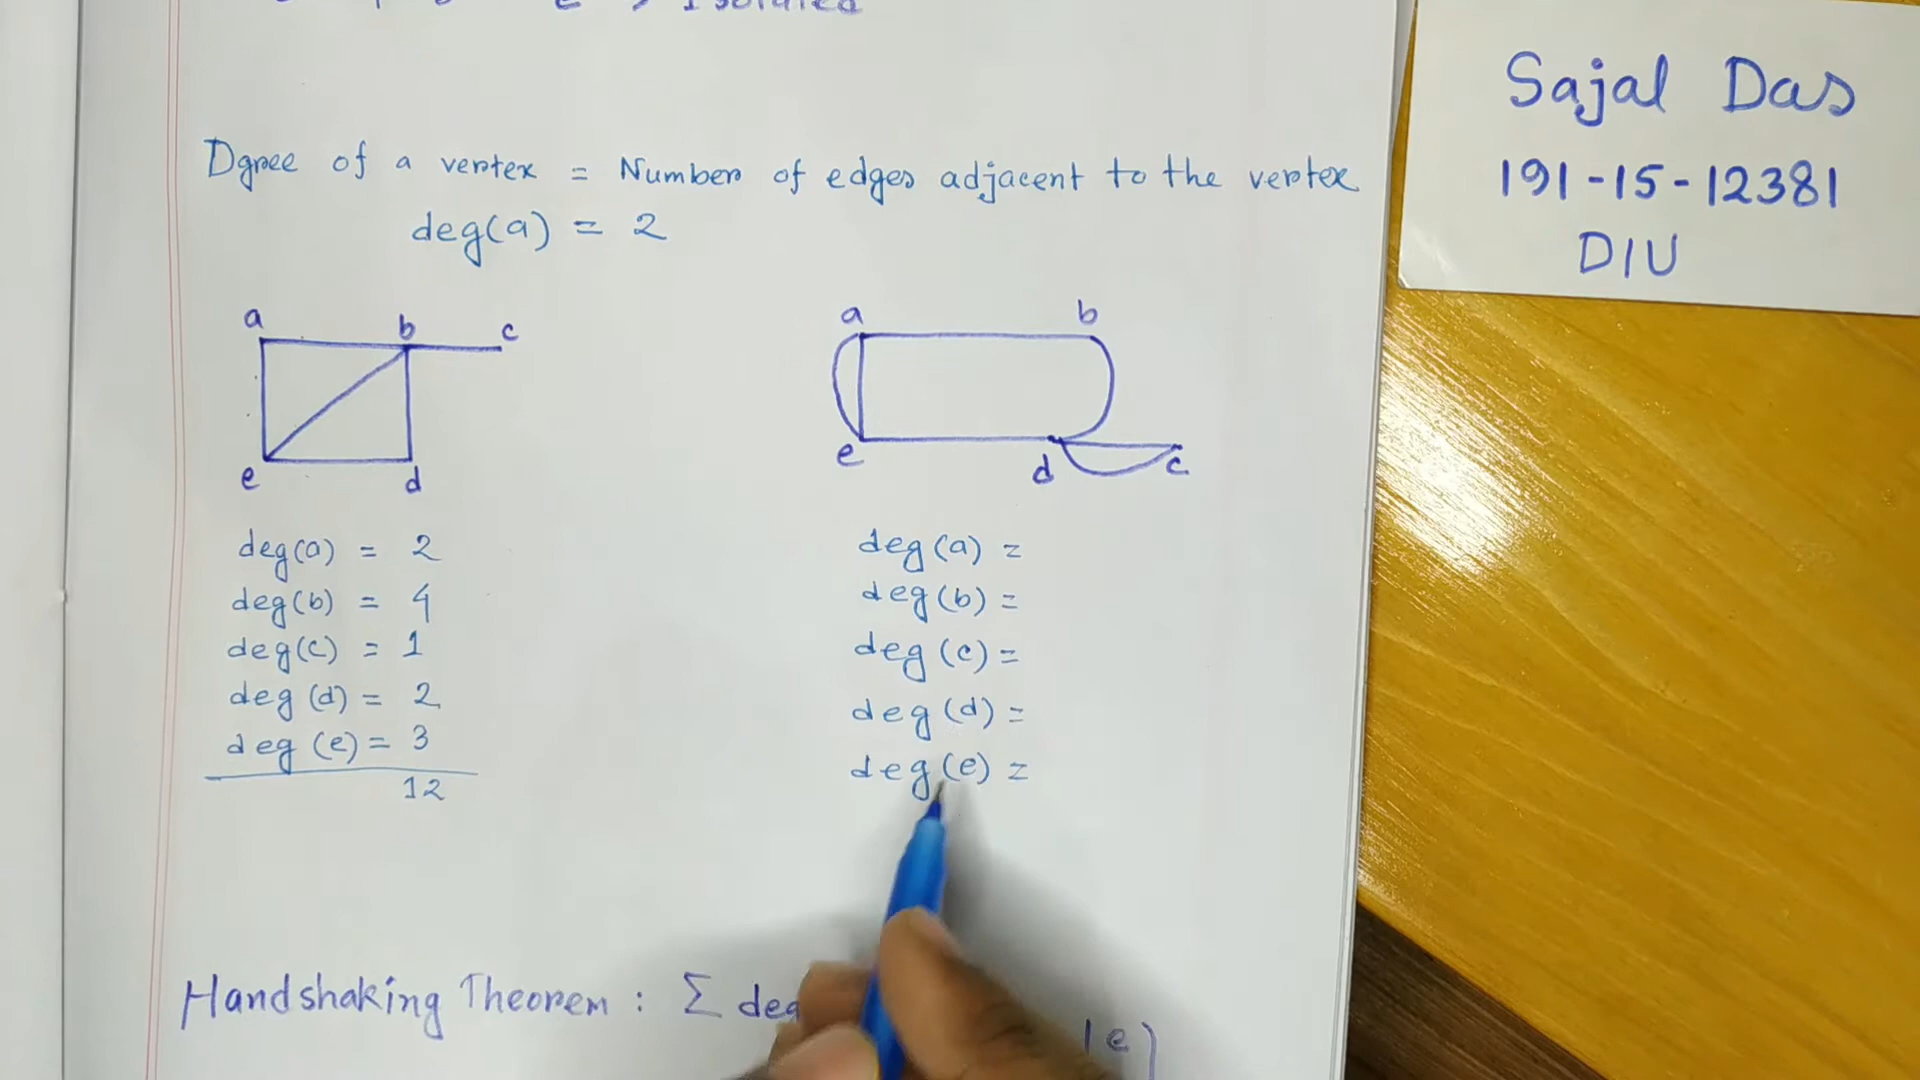 Isolated
Dgree of a vertex = Number of edges adjacent to the vertex
deg(a) = 2
a b c
e d
deg(a) = 2
deg(b) = 4
deg(c) = 1
deg(d) = 2
deg(e) = 3
12
a b
e d c
deg(a) =
deg(b) =
deg(c) =
deg(d) =
deg(e) =
Handshaking Theorem : Σ deg
|e|
Sajal Das
191-15-12381
DIU